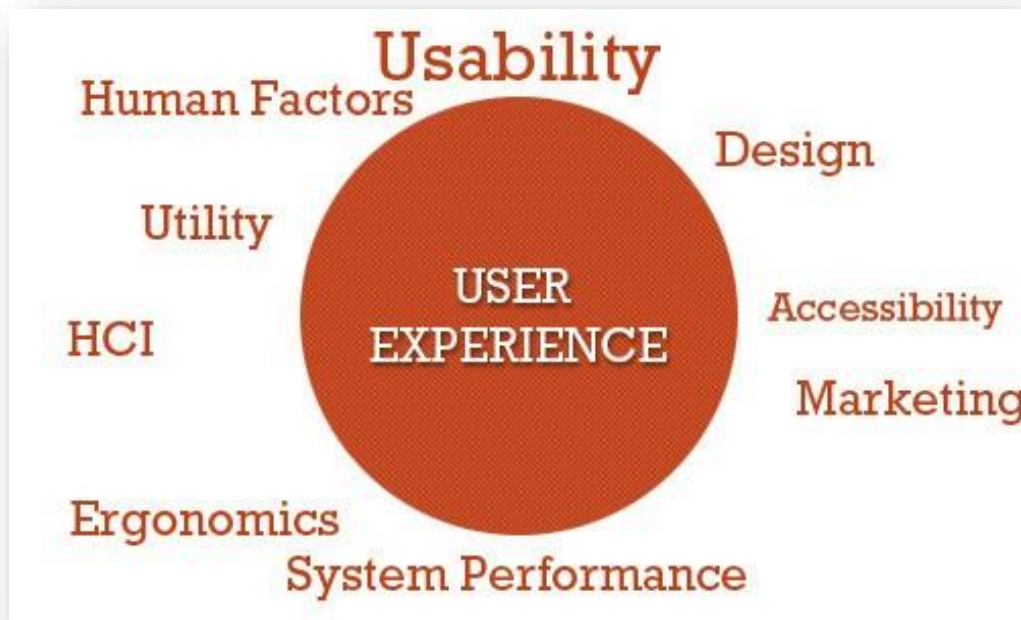 Usability
Human Factors
Design
Utility
USER
EXPERIENCE
Accessibility
HCI
Marketing
Ergonomics
System Performance